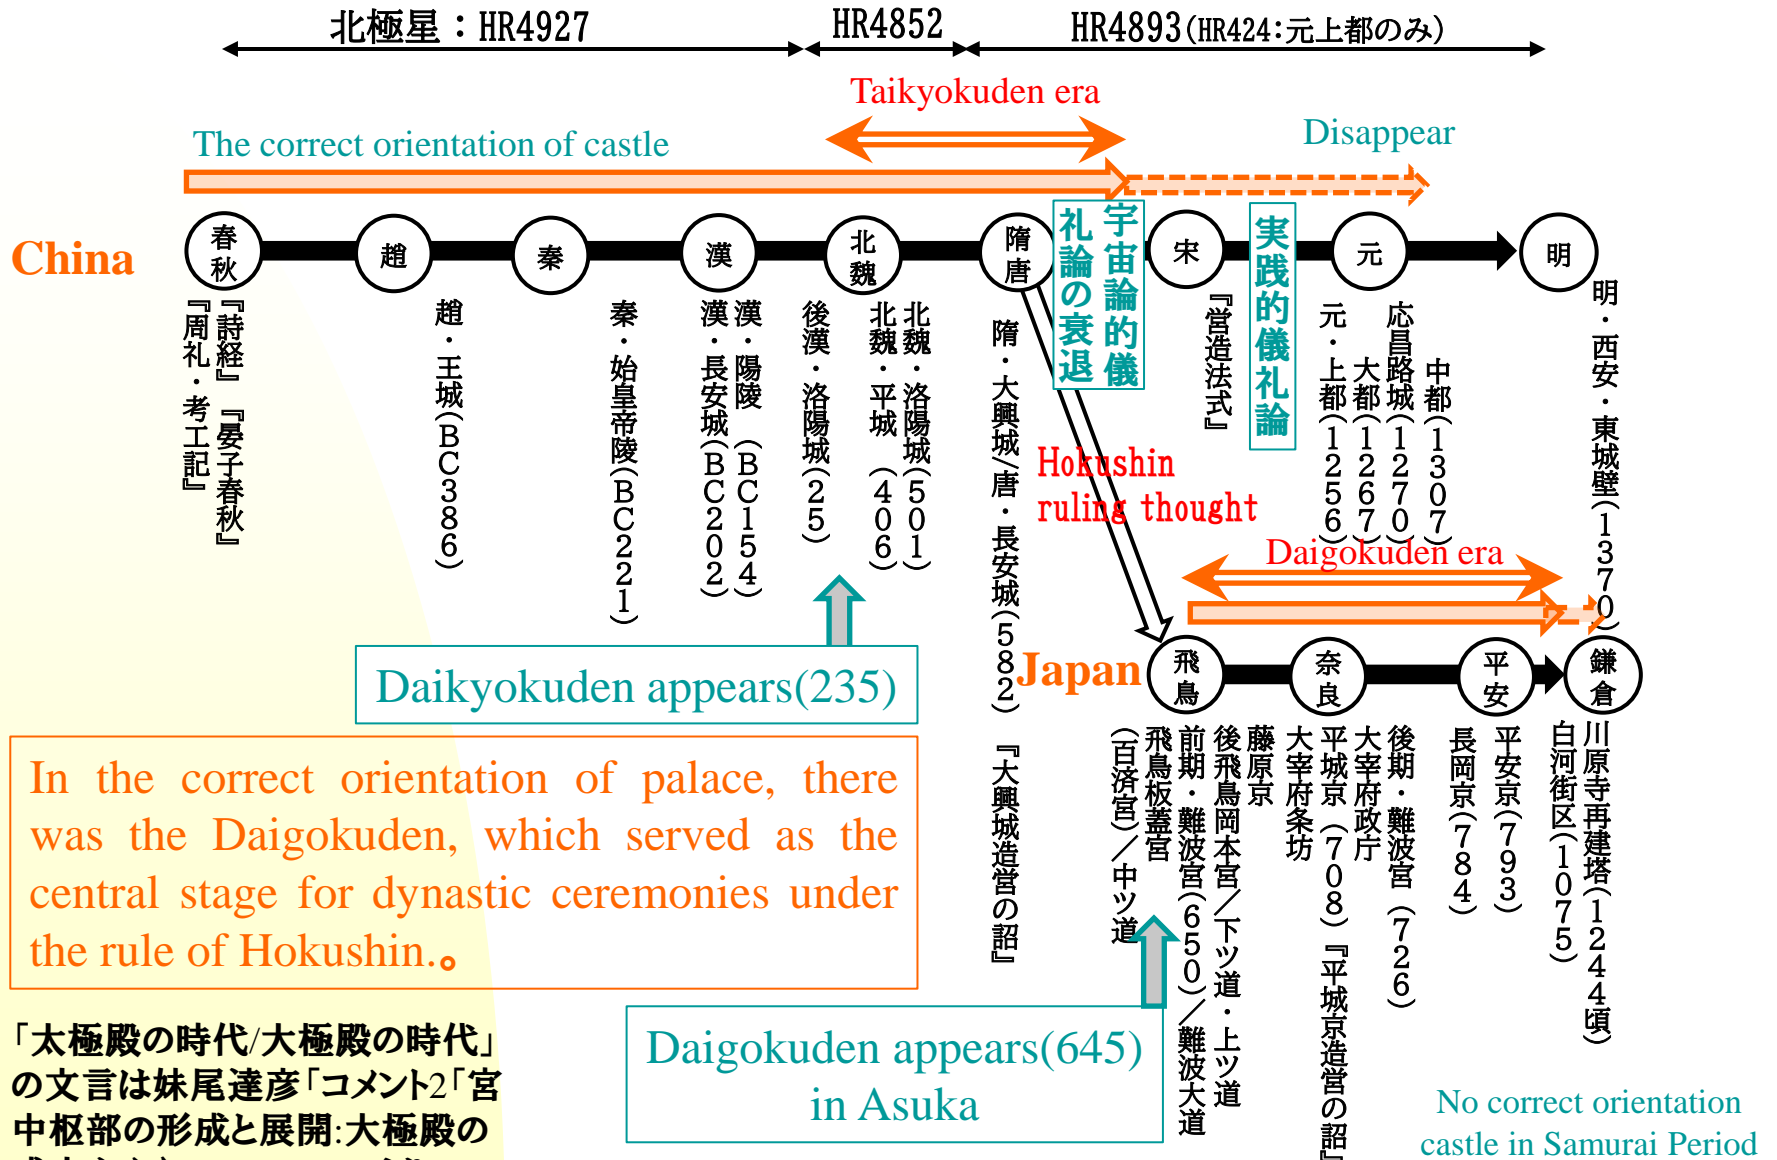 北極星：HR4927
HR4852
HR4893(HR424:元上都のみ)
Taikyokuden era
The correct orientation of castle
Disappear
China
春秋
趙
秦
漢
北魏
隋唐
宋
元
明
宇宙論的儀
礼論の衰退
実践的儀礼論
『詩経』『晏子春秋』
『周礼・考工記』
趙・王城(BC386)
秦・始皇帝陵(BC221)
漢・陽陵(BC154)
漢・長安城(BC202)
後漢・洛陽城(25)
北魏・洛陽城(501)
北魏・平城(406)
隋・大興城/唐・長安城(582)『大興城造営の詔』
『営造法式』
中都(1307)
応昌路城(1270)
大都(1267)
元・上都(1256)
明・西安・東城壁(1370)
Hokushin
ruling thought
Daigokuden era
Daikyokuden appears(235)
Japan
飛鳥
奈良
平安
鎌倉
In the correct orientation of palace, there
was the Daigokuden, which served as the
central stage for dynastic ceremonies under
the rule of Hokushin.。
(百済宮)／中ツ道
飛鳥板蓋宮
前期・難波宮(650)／難波大道
後飛鳥岡本宮／下ツ道・上ツ道
藤原京
大宰府条坊
平城京(708)『平城京造営の詔』
大宰府政庁
後期・難波宮(726)
長岡京(784)
平安京(793)
白河街区(1075)
川原寺再建塔(1244頃)
Daigokuden appears(645)
in Asuka
「太極殿の時代/大極殿の時代」
の文言は妹尾達彦「コメント2「宮
中枢部の形成と展開:大極殿の
No correct orientation
castle in Samurai Period